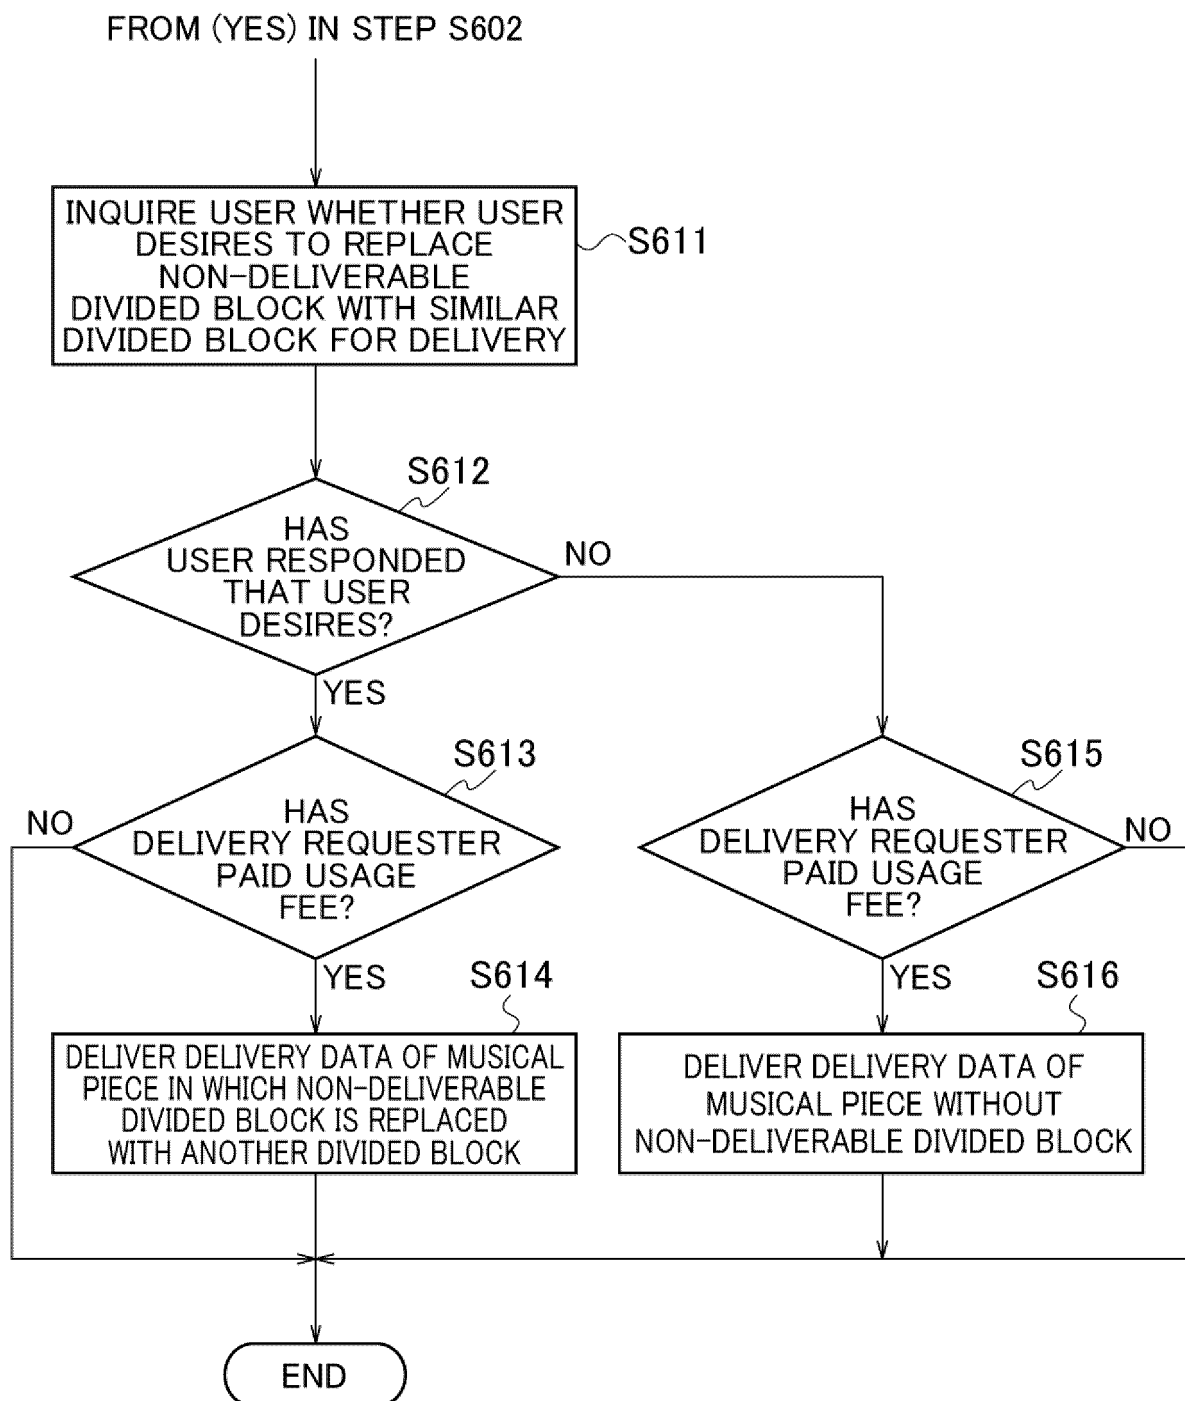 FROM (YES) IN STEP S602
INQUIRE USER WHETHER USER
DESIRES TO REPLACE
NON-DELIVERABLE
DIVIDED BLOCK WITH SIMILAR
DIVIDED BLOCK FOR DELIVERY
S611
S612
HAS
USER RESPONDED
THAT USER
DESIRES?
NO
YES
S613
HAS
DELIVERY REQUESTER
PAID USAGE
FEE?
NO
YES
S615
HAS
DELIVERY REQUESTER
PAID USAGE
FEE?
NO
YES
S614
DELIVER DELIVERY DATA OF MUSICAL
PIECE IN WHICH NON-DELIVERABLE
DIVIDED BLOCK IS REPLACED
WITH ANOTHER DIVIDED BLOCK
S616
DELIVER DELIVERY DATA OF
MUSICAL PIECE WITHOUT
NON-DELIVERABLE DIVIDED BLOCK
END